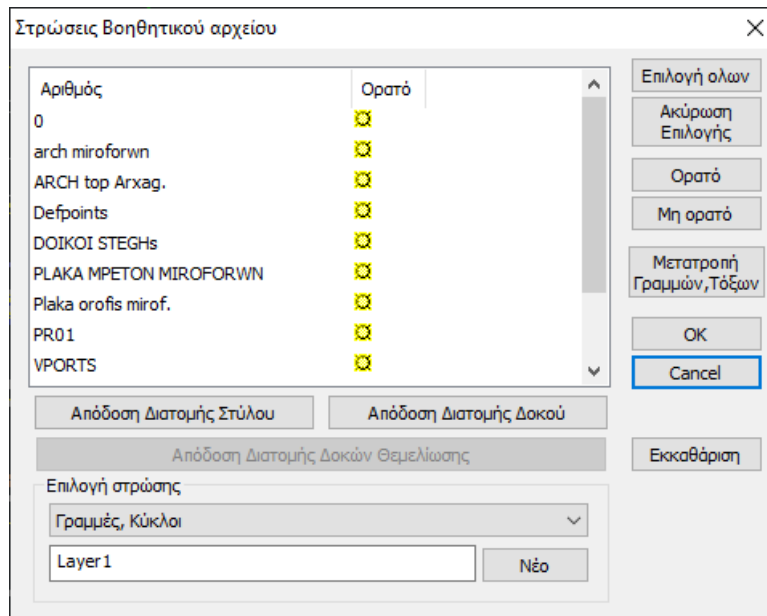 Στρώσεις Βοηθητικού αρχείου
Αριθμός Ορατό
0
arch miroforwn
ARCH top Arxag.
Defpoints
DOIKOI STEGHs
PLAKA MPETON MIROFORWN
Plaka orofis mirof.
PR01
VPORTS
Απόδοση Διατομής Στύλου Απόδοση Διατομής Δοκού
Απόδοση Διατομής Δοκών Θεμελίωσης
Επιλογή στρώσης
Γραμμές, Κύκλοι
Layer1 Νέο
Επιλογή ολων
Ακύρωση
Επιλογής
Ορατό
Μη ορατό
Μετατροπή
Γραμμών,Τόξων
OK
Cancel
Εκκαθάριση